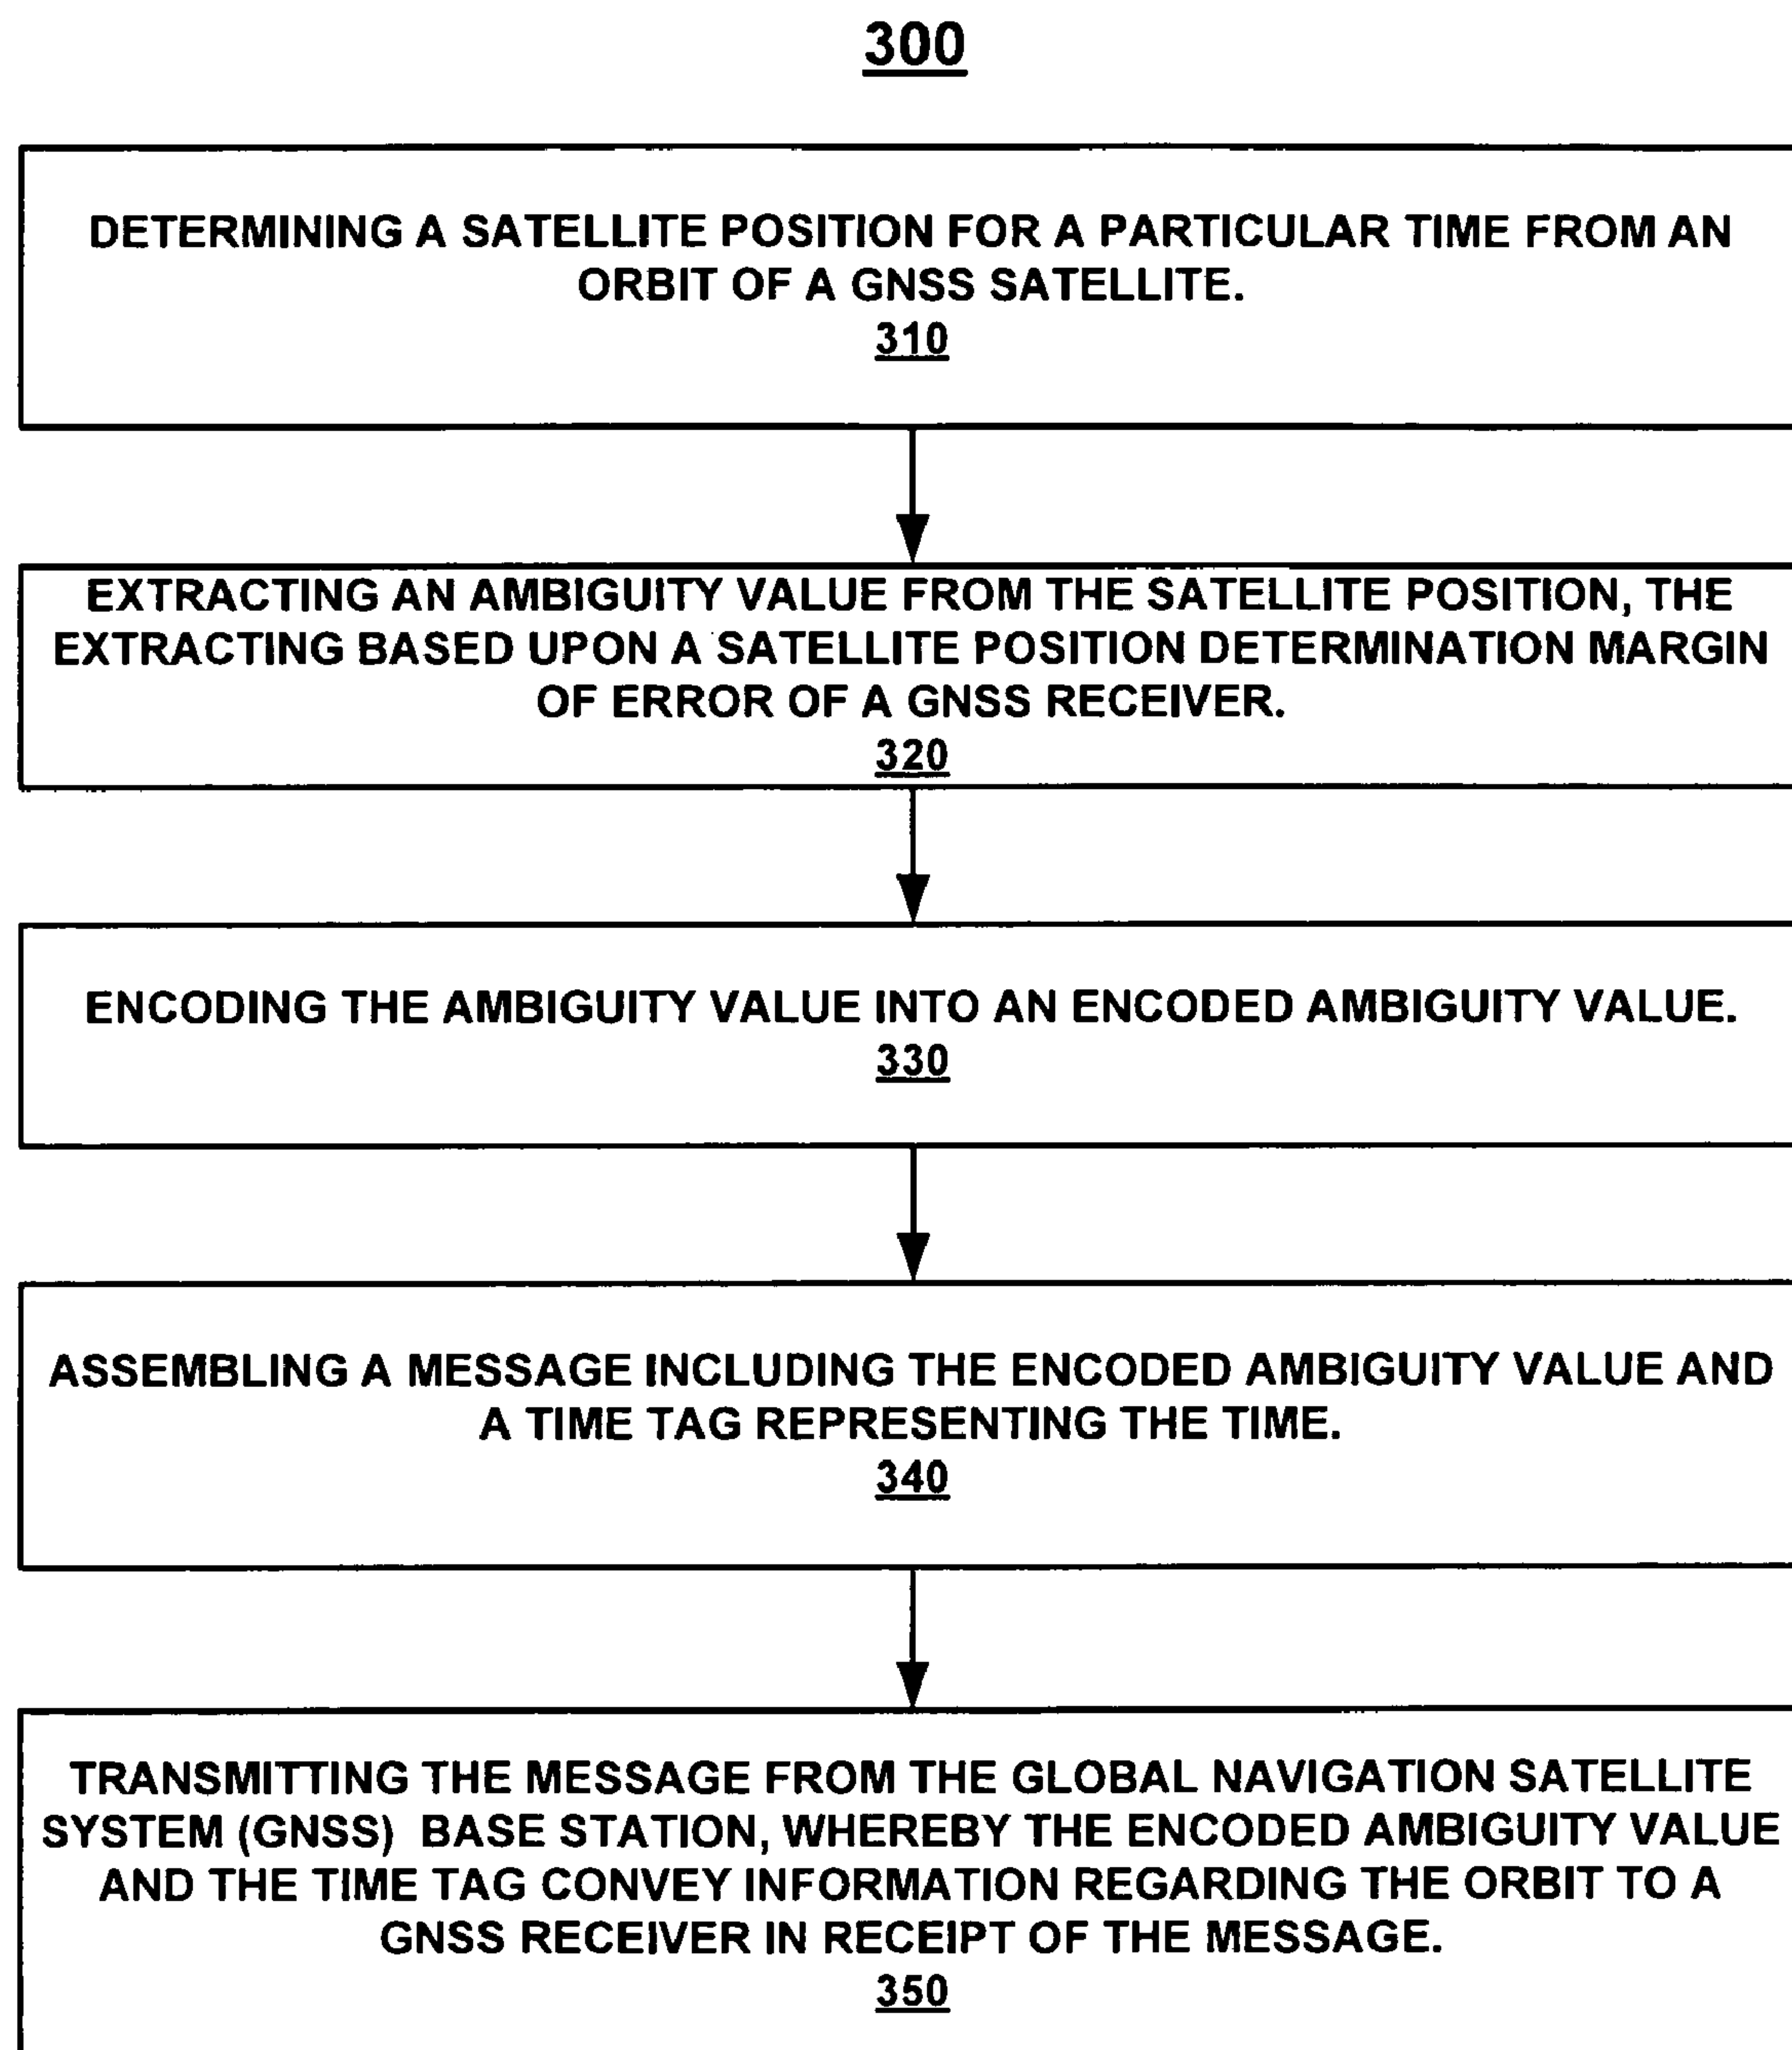 300
DETERMINING A SATELLITE POSITION FOR A PARTICULAR TIME FROM AN
ORBIT OF A GNSS SATELLITE.
310
EXTRACTING AN AMBIGUITY VALUE FROM THE SATELLITE POSITION, THE
EXTRACTING BASED UPON A SATELLITE POSITION DETERMINATION MARGIN
OF ERROR OF A GNSS RECEIVER.
320
ENCODING THE AMBIGUITY VALUE INTO AN ENCODED AMBIGUITY VALUE.
330
ASSEMBLING A MESSAGE INCLUDING THE ENCODED AMBIGUITY VALUE AND
A TIME TAG REPRESENTING THE TIME.
340
TRANSMITTING THE MESSAGE FROM THE GLOBAL NAVIGATION SATELLITE
SYSTEM (GNSS) BASE STATION, WHEREBY THE ENCODED AMBIGUITY VALUE
AND THE TIME TAG CONVEY INFORMATION REGARDING THE ORBIT TO A
GNSS RECEIVER IN RECEIPT OF THE MESSAGE.
350